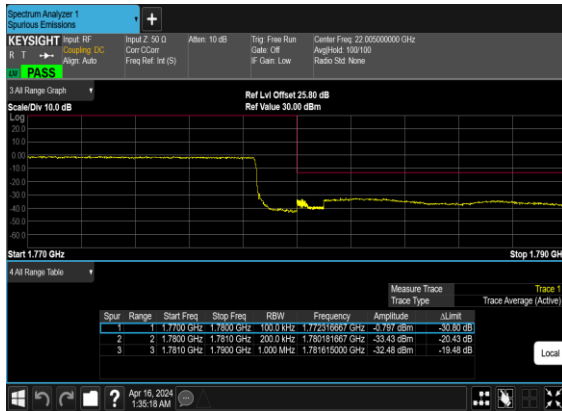 Spectrum Analyzer 1
Spurious Emissions
+
KEYSIGHT Input: RF Input Z: 50 Ω Atten: 10 dB Trig: Free Run Center Freq: 22.005000000 GHz
R T Coupling: DC Corr CCorr Gate: Off Avg|Hold: 100/100
Align: Auto Freq Ref: Int (S) IF Gain: Low Radio Std: None
PASS
3 All Range Graph
Ref Lvl Offset 25.80 dB
Scale/Div 10.0 dB Ref Value 30.00 dBm
Log
20.0
10.0
0.00
-10.0
-20.0
-30.0
-40.0
-50.0
-60.0
Start 1.770 GHz Stop 1.790 GH
4 All Range Table
Measure Trace Trace 1
Trace Type Trace Average (Active)
Spur Range Start Freq Stop Freq RBW Frequency Amplitude ΔLimit
1 1 1.7700 GHz 1.7800 GHz 100.0 kHz 1.772316667 GHz -0.797 dBm -30.80 dB
2 2 1.7800 GHz 1.7810 GHz 200.0 kHz 1.780181667 GHz -33.43 dBm -20.43 dB
3 3 1.7810 GHz 1.7900 GHz 1.000 MHz 1.781615000 GHz -32.48 dBm -19.48 dB
Local
? Apr 16, 2024
1:35:18 AM